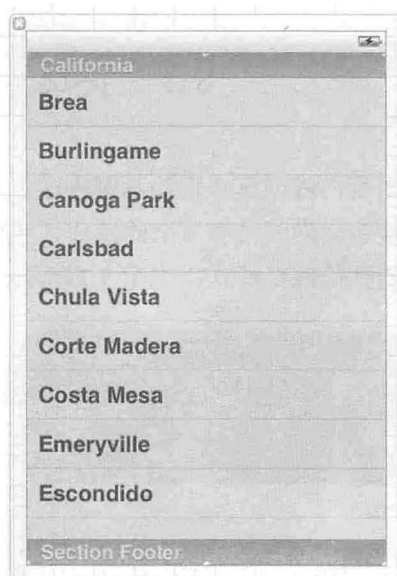 California
Brea
Burlingame
Canoga Park
Carlsbad
Chula Vista
Corte Madera
Costa Mesa
Emeryville
Escondido
Section Footer